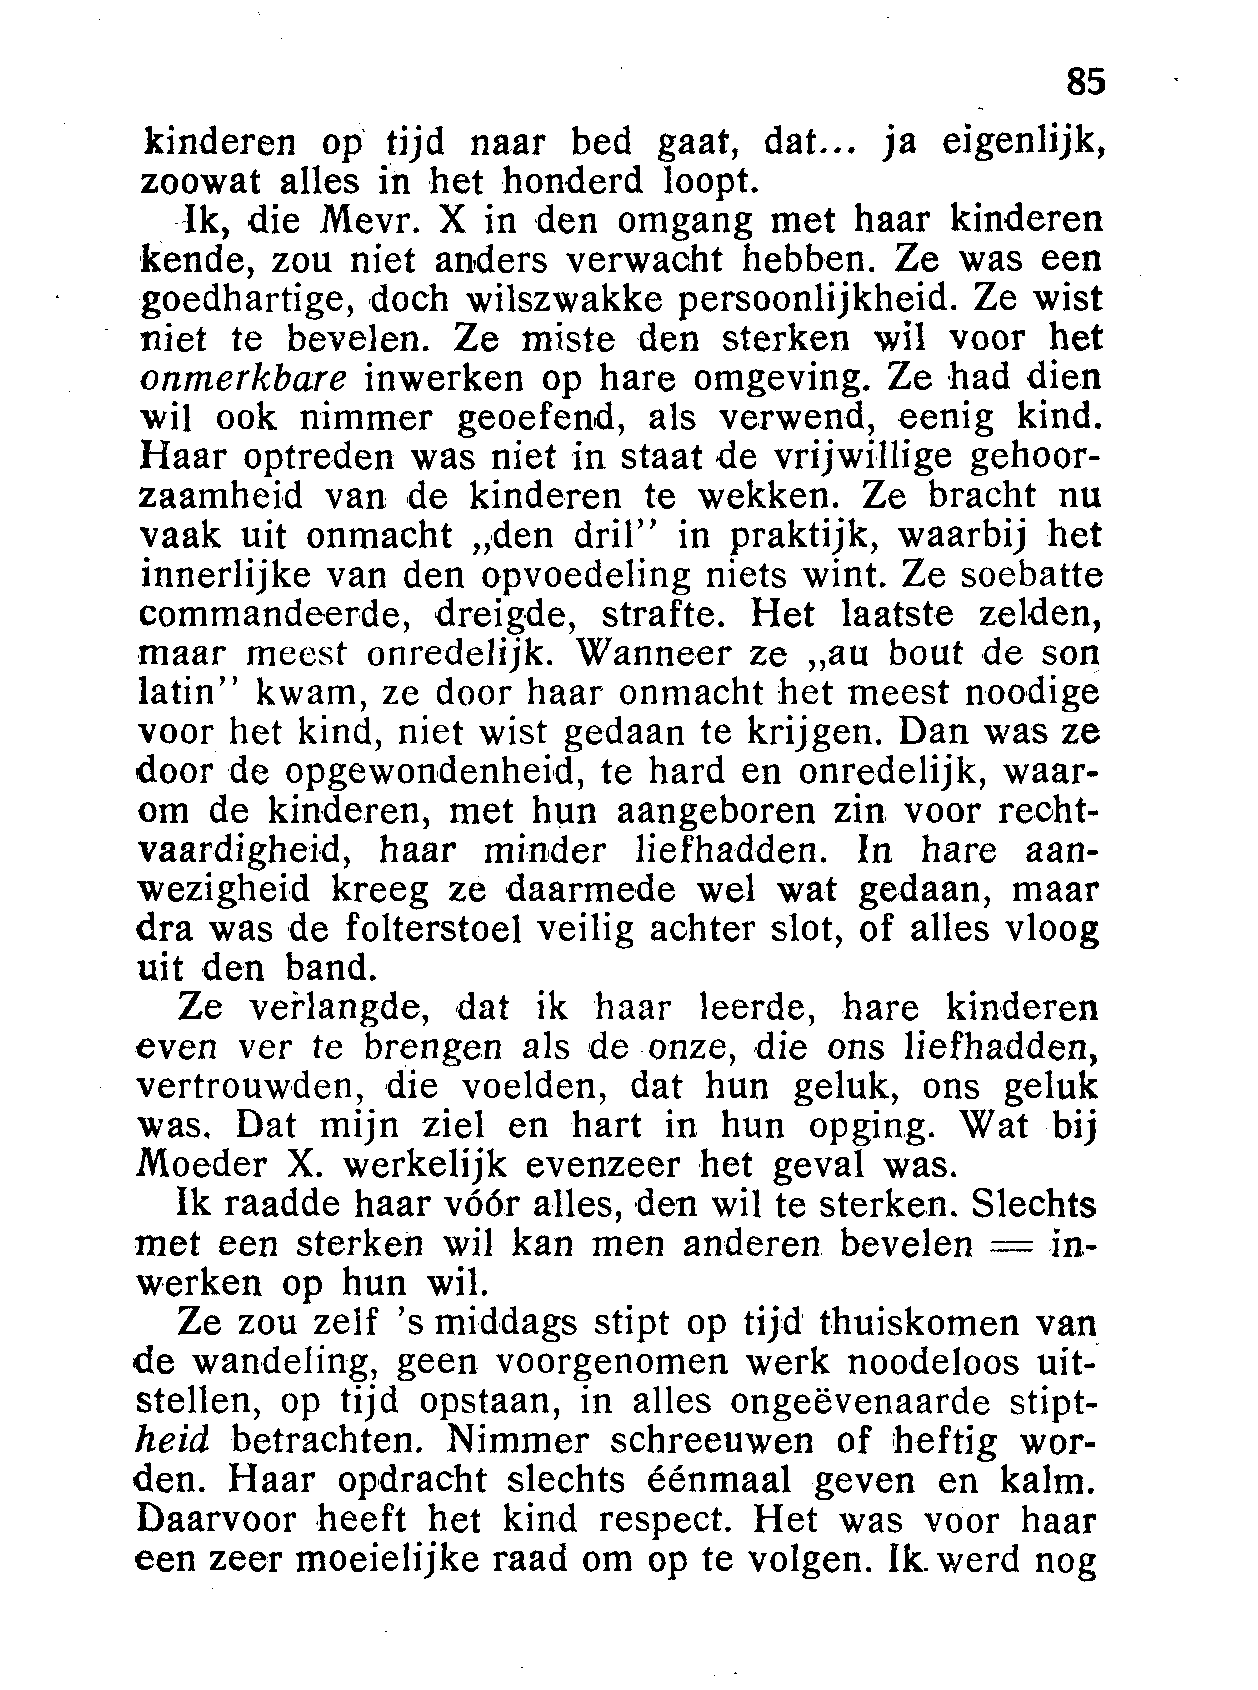 85
kinderen op tijd naar bed gaat, dat... ja eigenlijk,
zoowat alles in het honderd loopt.
Ik, die Mevr. X in den omgang met haar kinderen
kende, zou niet anders verwacht hebben. Ze was een
goedhartige, doch wilszwakke persoonlijkheid. Ze wist
niet te bevelen. Ze miste den sterken wil voor het
onmerkbare inwerken op hare omgeving. Ze had dien
wil ook nimmer geoefend, als verwend, eenig kind.
Haar optreden was niet in staat de vrijwillige gehoor-
zaamheid van de kinderen te wekken. Ze bracht nu
vaak uit onmacht „den dril” in praktijk, waarbij het
innerlijke van den opvoedeling niets wint. Ze soebatte
commandeerde, dreigde, strafte. Het laatste zelden,
maar meest onredelijk. Wanneer ze „au bout de son
latin” kwam, ze door haar onmacht het meest noodige
voor het kind, niet wist gedaan te krijgen. Dan was ze
door de opgewondenheid, te hard en onredelijk, waar-
om de kinderen, met hun aangeboren zin voor recht-
vaardigheid, haar minder liefhadden. In hare aan-
wezigheid kreeg ze daarmede wel wat gedaan, maar
dra was de folterstoel veilig achter slot, of alles vloog
uit den band.
Ze verlangde, dat ik haar leerde, hare kinderen
even ver te brengen als de onze, die ons liefhadden,
vertrouwden, die voelden, dat hun geluk, ons geluk
was. Dat mijn ziel en hart in hun opging. Wat bij
Moeder X. werkelijk evenzeer het geval was.
Ik raadde haar vóór alles, den wil te sterken. Slechts
met een sterken wil kan men anderen bevelen = in-
werken op hun wil.
Ze zou zelf 's middags stipt op tijd thuiskomen van
de wandeling, geen voorgenomen werk noodeloos uit-
stellen, op tijd opstaan, in alles ongeëvenaarde stipt-
heid betrachten. Nimmer schreeuwen of heftig wor-
den. Haar opdracht slechts éénmaal geven en kalm.
Daarvoor heeft het kind respect. Het was voor haar
een zeer moeielijke raad om op te volgen. Ik werd nog